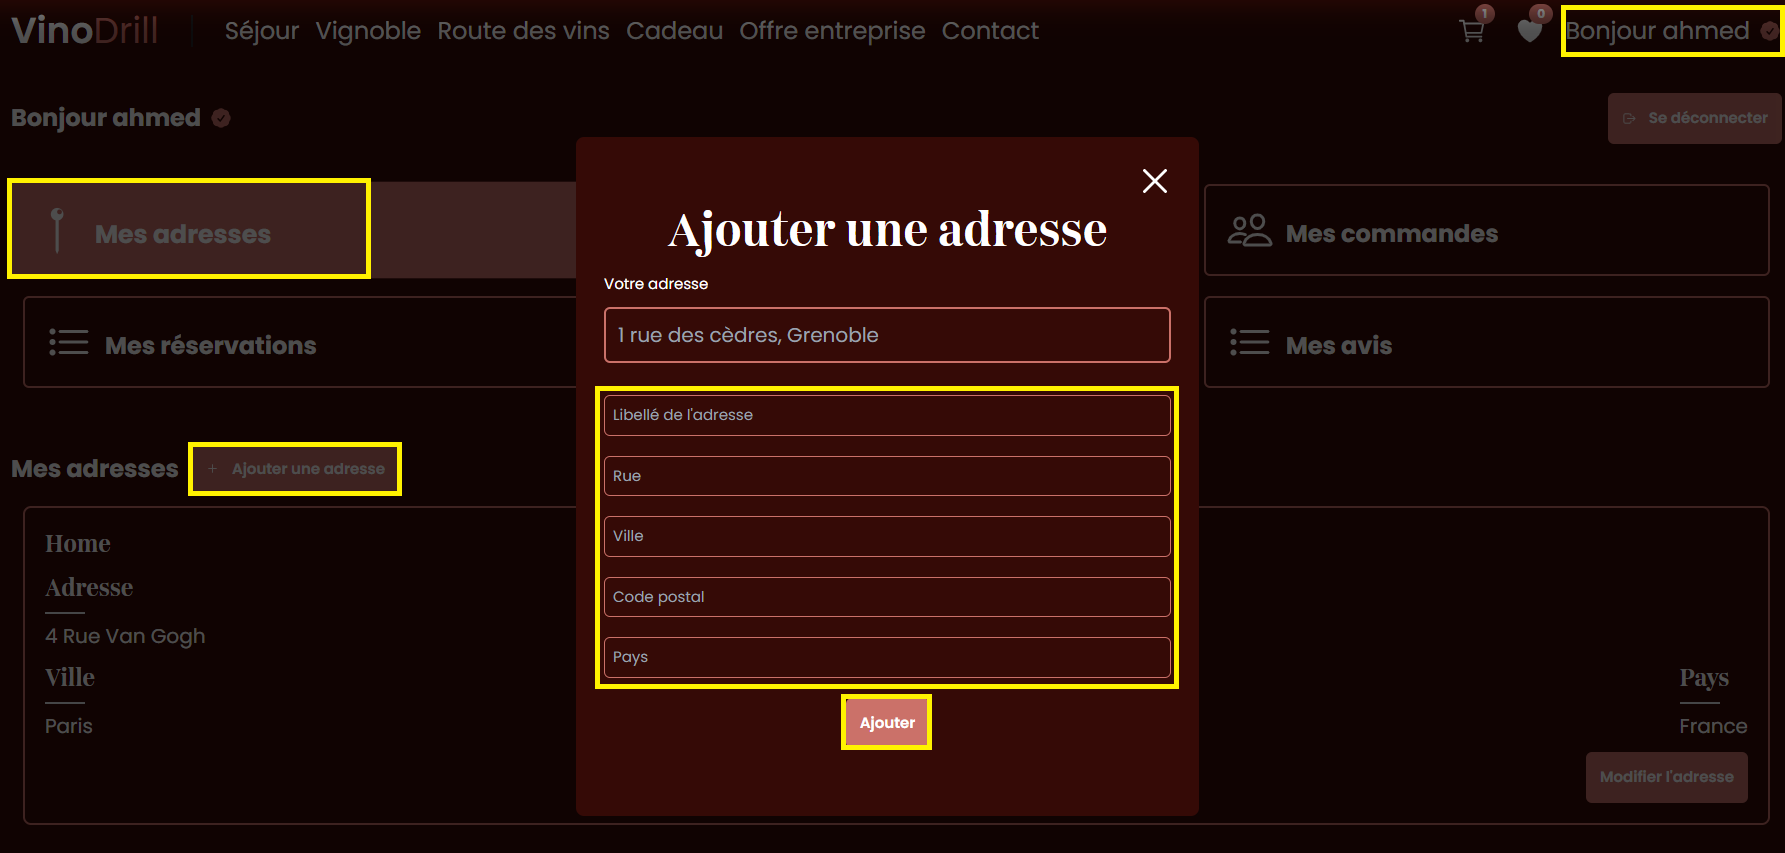 VinoDrill Séjour Vignoble Route des vins Cadeau Offre entreprise Contact 1 0 Bonjour ahmed
Bonjour ahmed Se déconnecter
Mes adresses Mes commandes
Mes réservations Mes avis
Mes adresses + Ajouter une adresse
Home
Adresse
4 Rue Van Gogh
Ville Pays
Paris France
Modifier l'adresse
Ajouter une adresse
Votre adresse
1 rue des cèdres, Grenoble
Libellé de l'adresse
Rue
Ville
Code postal
Pays
Ajouter